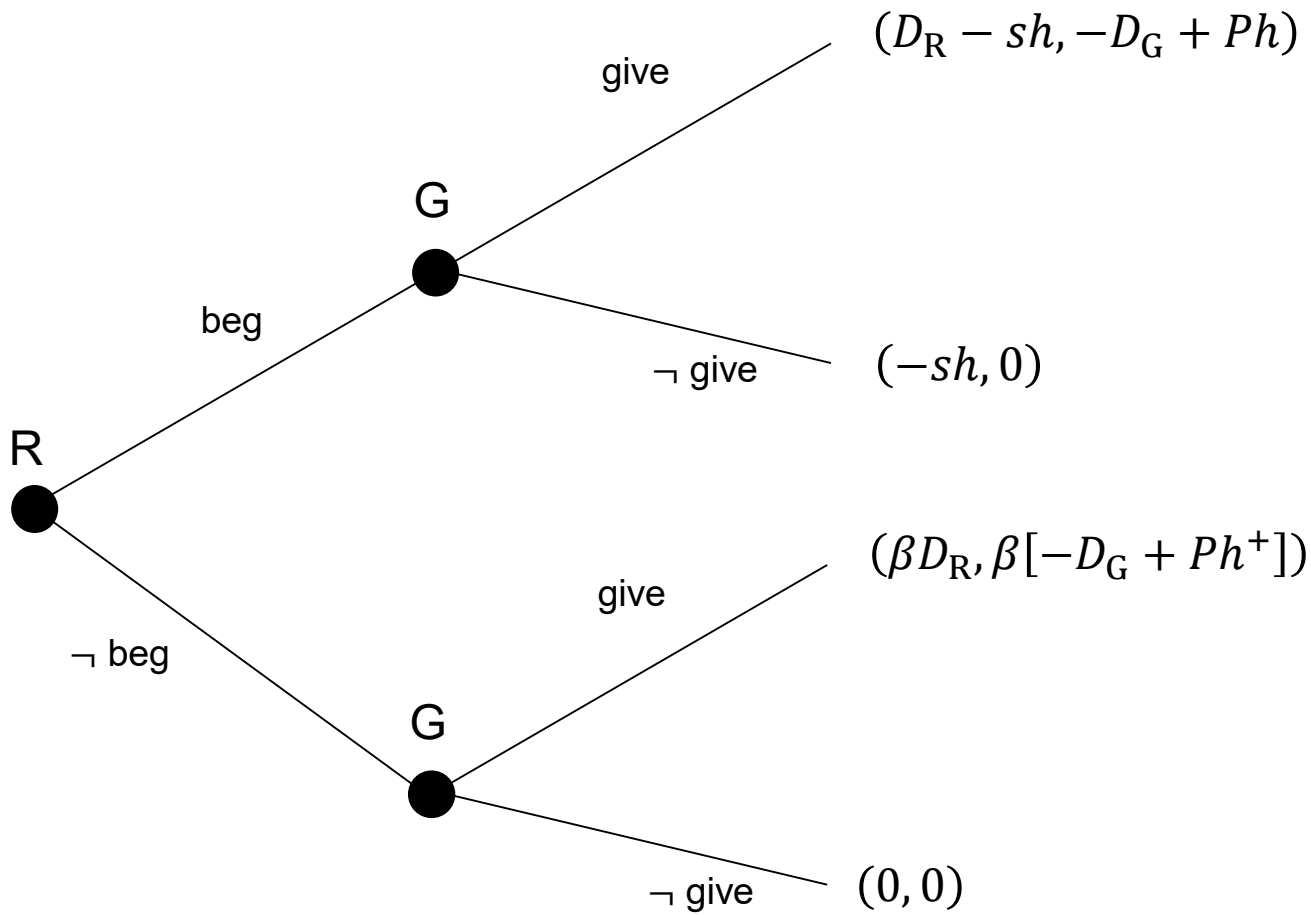 (D_R − sh, −D_G + Ph)
give
G
beg
¬ give
(−sh, 0)
R
(βD_R, β[−D_G + Ph⁺])
give
¬ beg
G
¬ give
(0, 0)